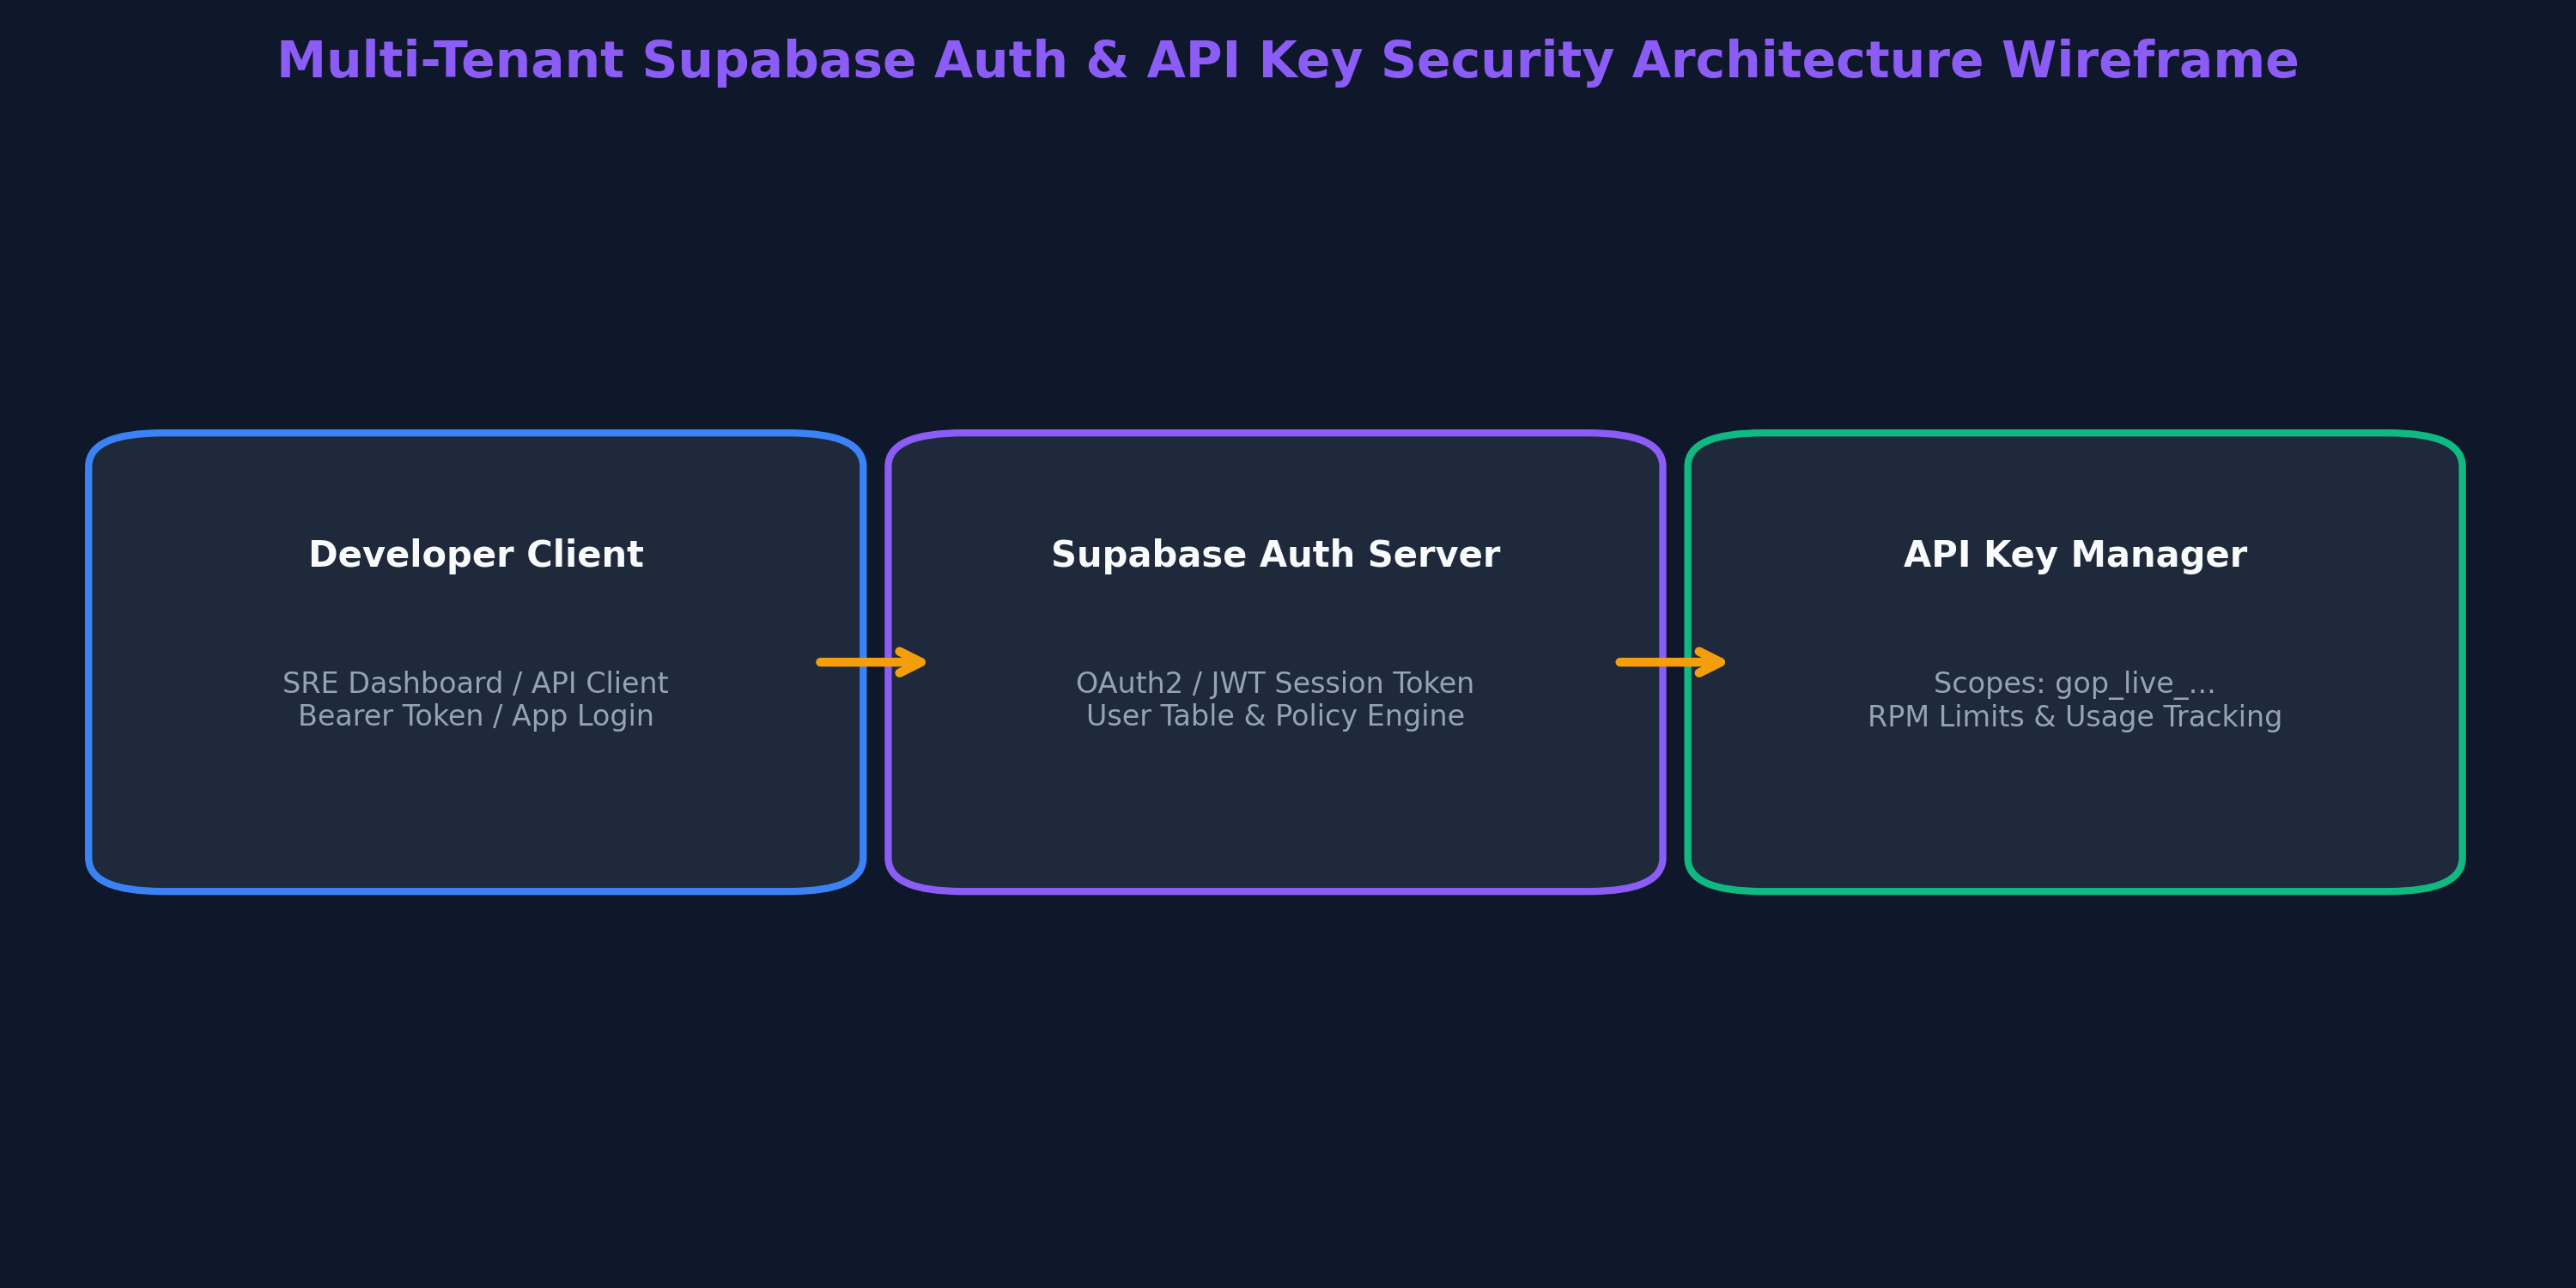 Multi-Tenant Supabase Auth & API Key Security Architecture Wireframe
Developer Client
SRE Dashboard / API Client
Bearer Token / App Login
Supabase Auth Server
OAuth2 / JWT Session Token
User Table & Policy Engine
API Key Manager
Scopes: gop_live_...
RPM Limits & Usage Tracking